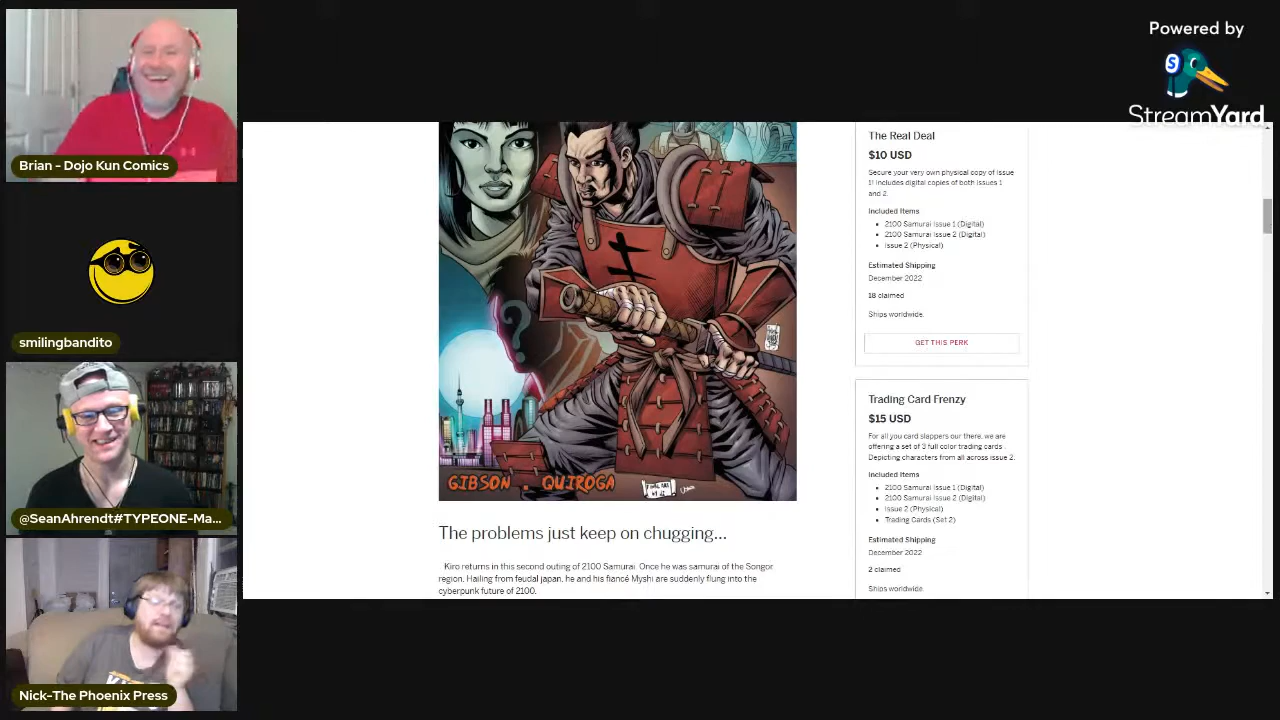 Powered by
StreamYard
Brian - Dojo Kun Comics
smilingbandito
@SeanAhrendt#TYPEONE-Ma...
Nick-The Phoenix Press
?
GIBSON . QUIROGA
The problems just keep on chugging...
Kiro returns in this second outing of 2100 Samurai. Once he was samurai of the Songor
region. Hailing from feudal japan, he and his fiancé Myshi are suddenly flung into the
cyberpunk future of 2100.
The Real Deal
$10 USD
Secure your very own physical copy of Issue
1! Includes digital copies of both Issues 1
and 2.
Included Items
2100 Samurai Issue 1 (Digital)
2100 Samurai Issue 2 (Digital)
Issue 2 (Physical)
Estimated Shipping
December 2022
18 claimed
Ships worldwide.
GET THIS PERK
Trading Card Frenzy
$15 USD
For all you card slappers our there, we are
offering a set of 3 full color trading cards
Depicting characters from all across issue 2.
Included Items
2100 Samurai Issue 1 (Digital)
2100 Samurai Issue 2 (Digital)
Issue 2 (Physical)
Trading Cards (Set 2)
Estimated Shipping
December 2022
2 claimed
Ships worldwide.